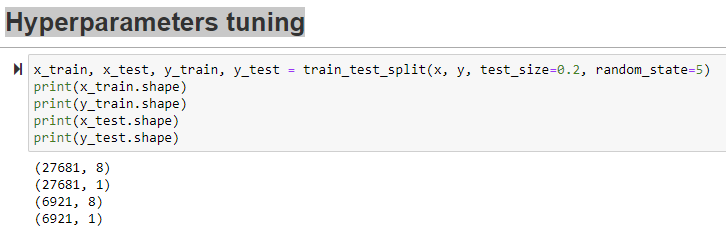 Hyperparameters tuning
x_train, x_test, y_train, y_test = train_test_split(x, y, test_size=0.2, random_state=5)
print(x_train.shape)
print(y_train.shape)
print(x_test.shape)
print(y_test.shape)
(27681, 8)
(27681, 1)
(6921, 8)
(6921, 1)